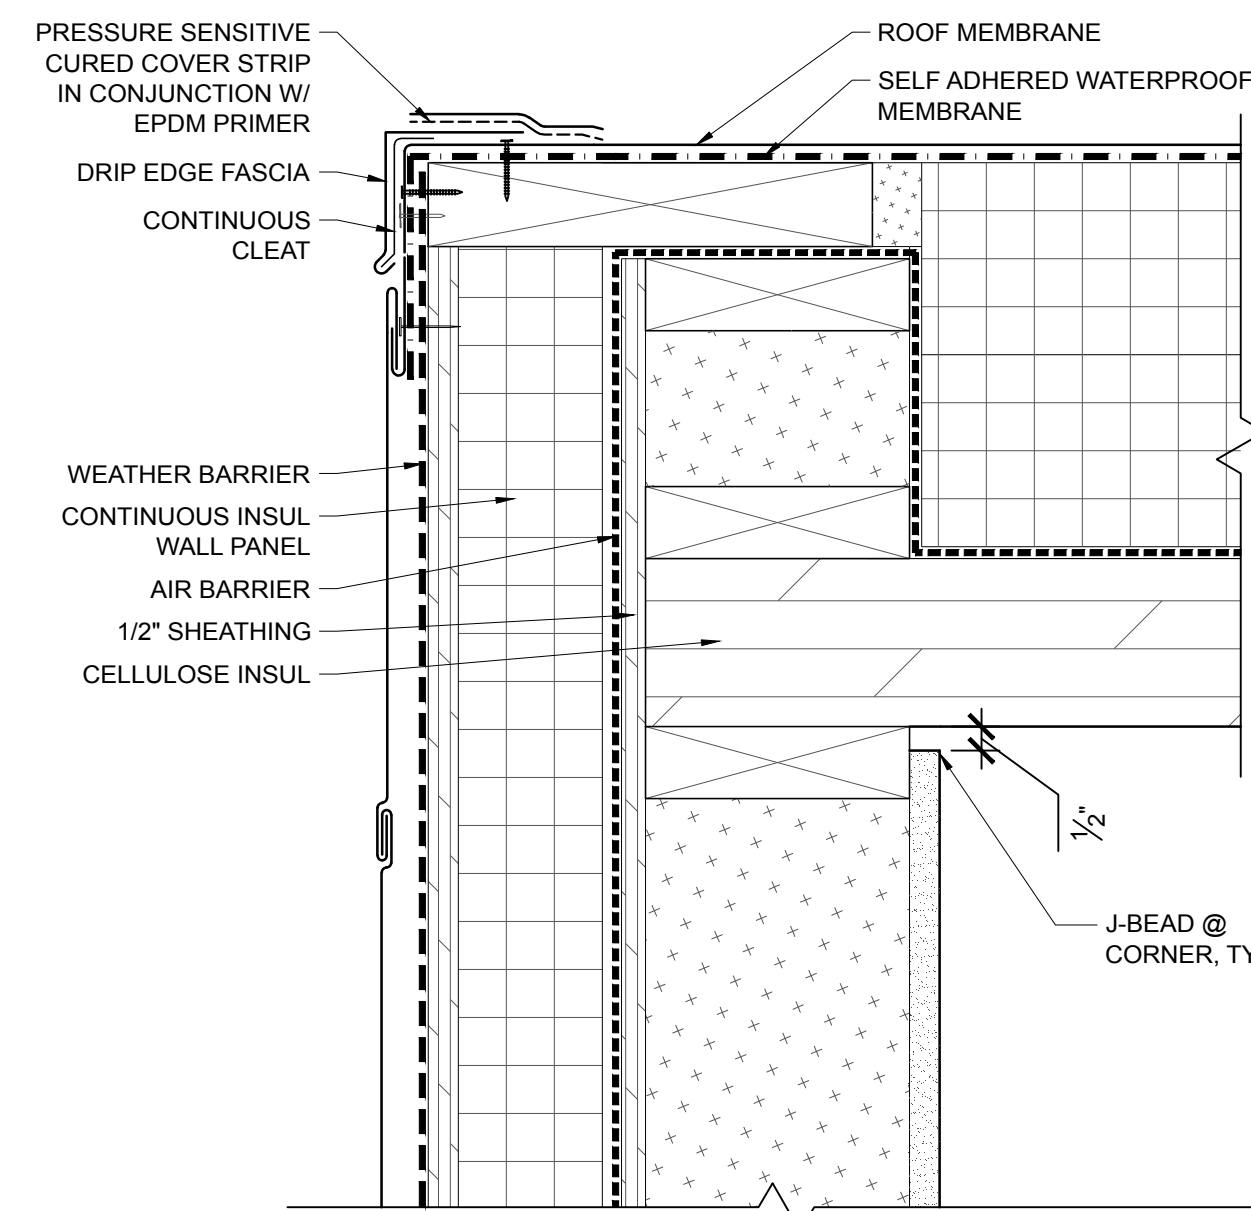 PRESSURE SENSITIVE
CURED COVER STRIP
IN CONJUNCTION W/
EPDM PRIMER
DRIP EDGE FASCIA
CONTINUOUS
CLEAT
WEATHER BARRIER
CONTINUOUS INSUL
WALL PANEL
AIR BARRIER
1/2" SHEATHING
CELLULOSE INSUL
ROOF MEMBRANE
SELF ADHERED WATERPROOF
MEMBRANE
1/2"
J-BEAD @
CORNER, TY